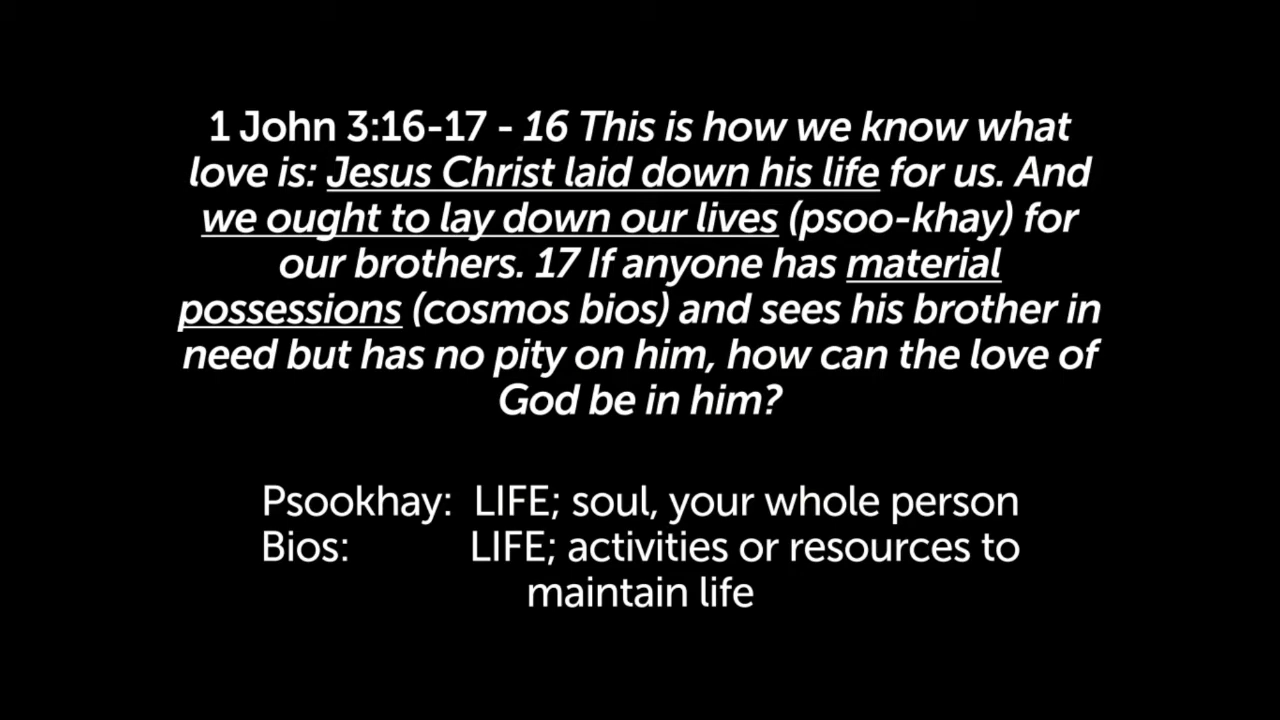 1 John 3:16-17 - 16 This is how we know what
love is: Jesus Christ laid down his life for us. And
we ought to lay down our lives (psoo-khay) for
our brothers. 17 If anyone has material
possessions (cosmos bios) and sees his brother in
need but has no pity on him, how can the love of
God be in him?
Psookhay: LIFE; soul, your whole person
Bios: LIFE; activities or resources to
maintain life